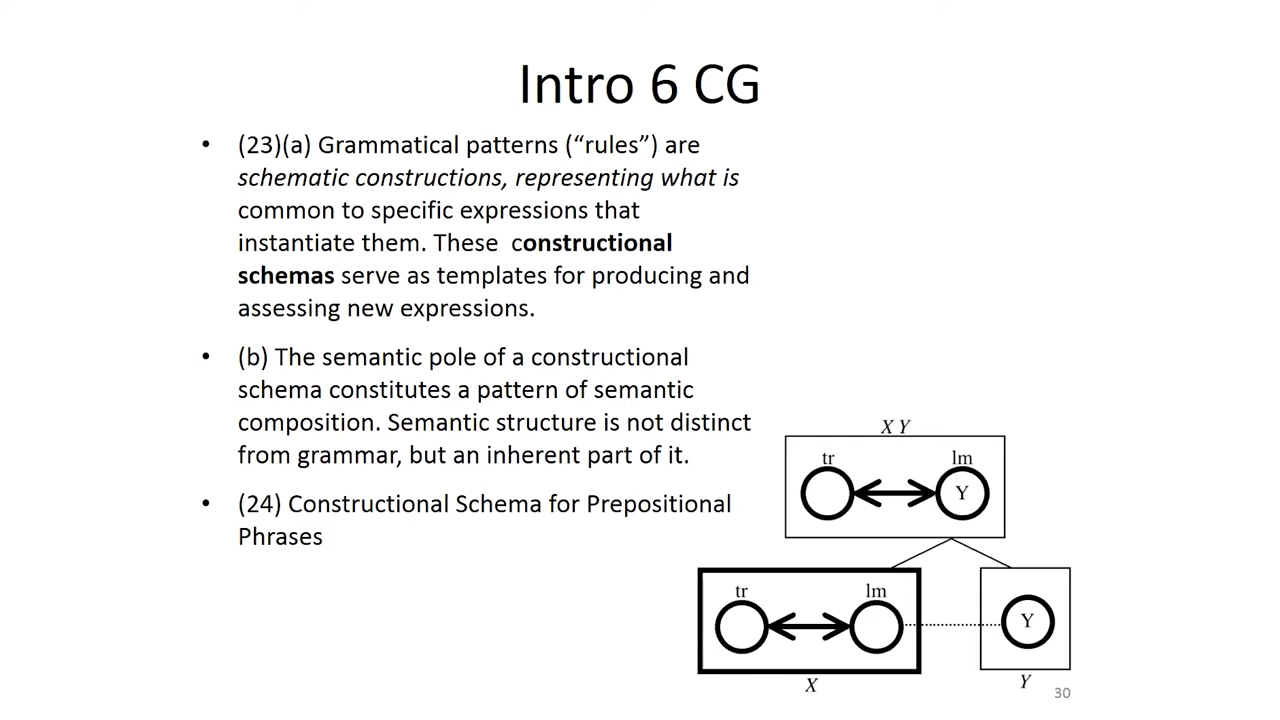 Intro 6 CG
• (23)(a) Grammatical patterns (“rules”) are
schematic constructions, representing what is
common to specific expressions that
instantiate them. These constructional
schemas serve as templates for producing and
assessing new expressions.
• (b) The semantic pole of a constructional
schema constitutes a pattern of semantic
composition. Semantic structure is not distinct
from grammar, but an inherent part of it.
• (24) Constructional Schema for Prepositional
Phrases
X Y
tr lm
Y
tr lm
Y
X Y
30